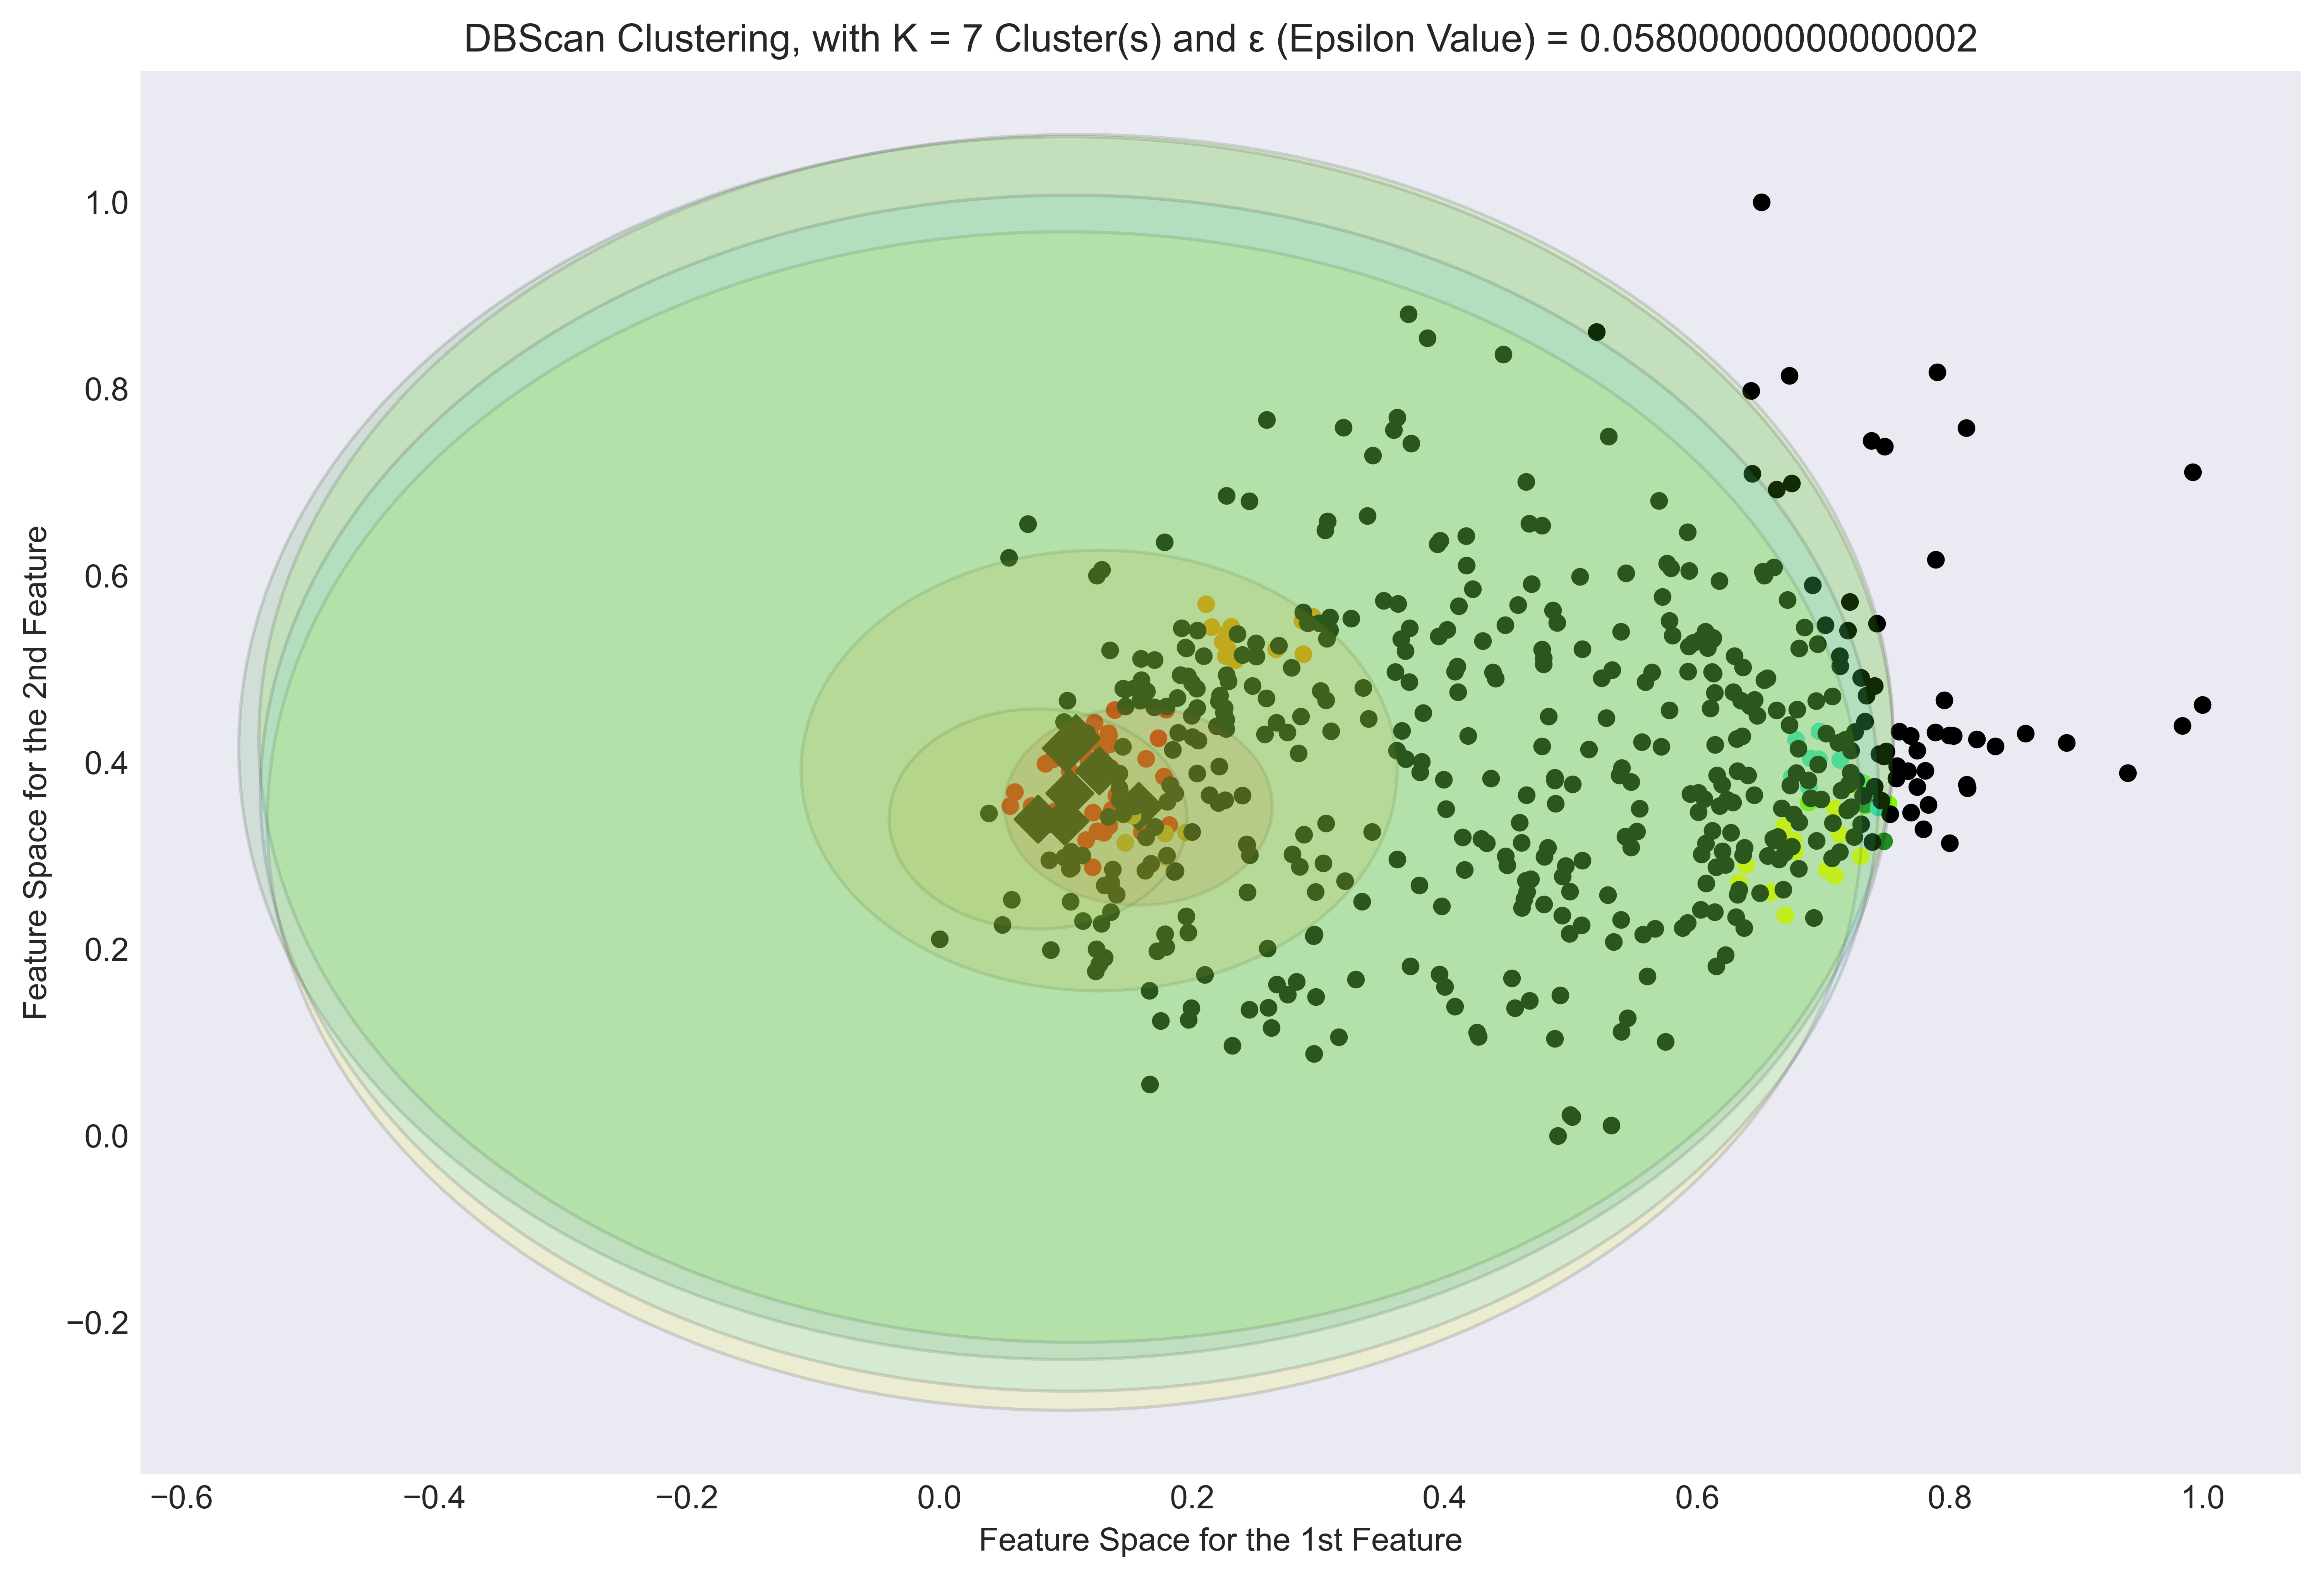 DBScan Clustering, with K = 7 Cluster(s) and ε (Epsilon Value) = 0.05800000000000002
1.0
0.8
0.6
0.4
0.2
0.0
−0.2
Feature Space for the 2nd Feature
−0.6 −0.4 −0.2 0.0 0.2 0.4 0.6 0.8 1.0
Feature Space for the 1st Feature